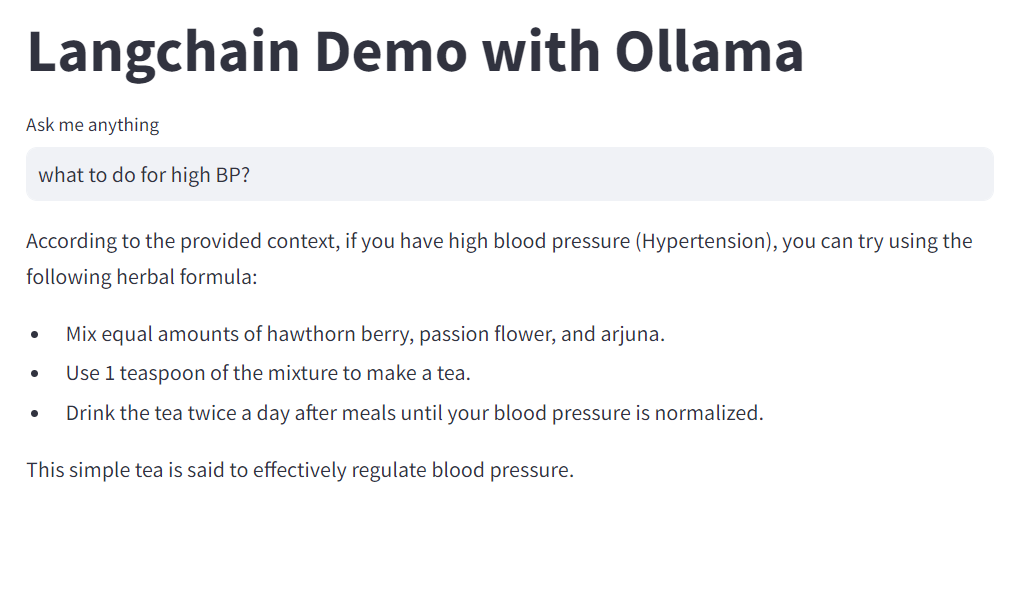 Langchain Demo with Ollama
Ask me anything
what to do for high BP?
According to the provided context, if you have high blood pressure (Hypertension), you can try using the
following herbal formula:
• Mix equal amounts of hawthorn berry, passion flower, and arjuna.
• Use 1 teaspoon of the mixture to make a tea.
• Drink the tea twice a day after meals until your blood pressure is normalized.
This simple tea is said to effectively regulate blood pressure.